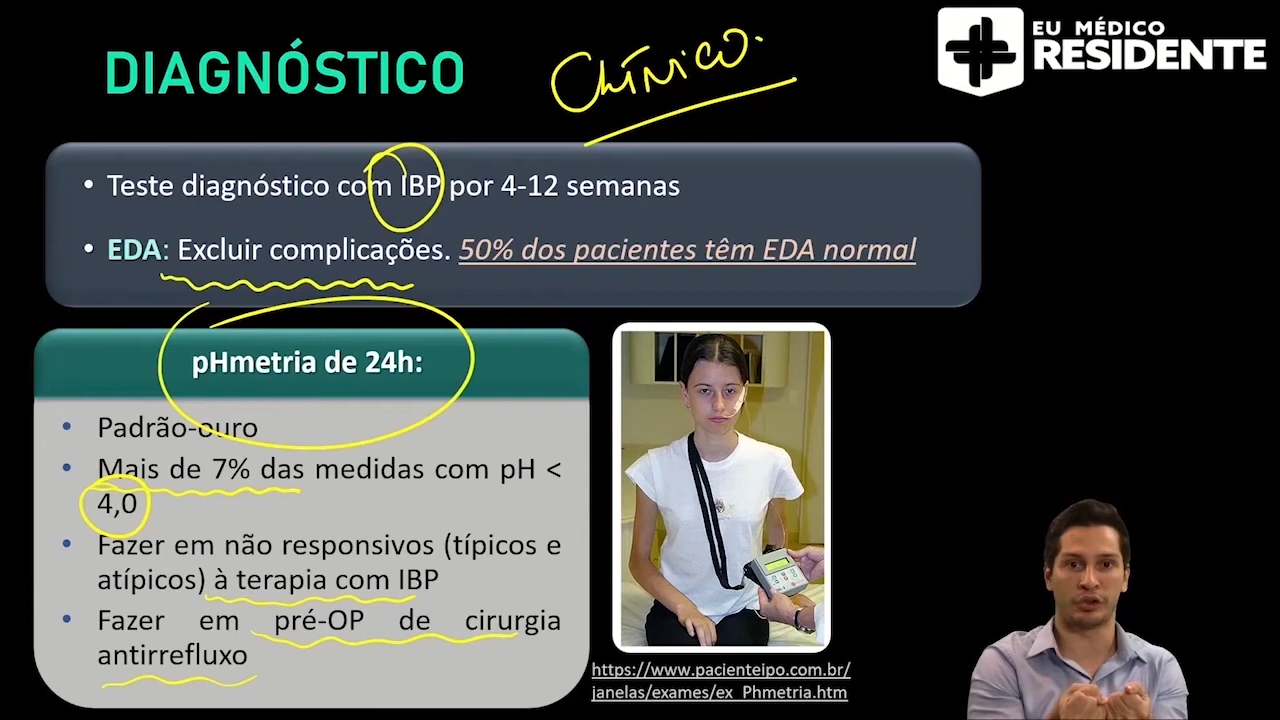 DIAGNÓSTICO
Clínico.
EU MÉDICO
RESIDENTE
• Teste diagnóstico com IBP por 4-12 semanas
• EDA: Excluir complicações. 50% dos pacientes têm EDA normal
pHmetria de 24h:
• Padrão-ouro
• Mais de 7% das medidas com pH <
4,0
• Fazer em não responsivos (típicos e
atípicos) à terapia com IBP
• Fazer em pré-OP de cirurgia
antirrefluxo
https://www.pacienteipo.com.br/
janelas/exames/ex_Phmetria.htm